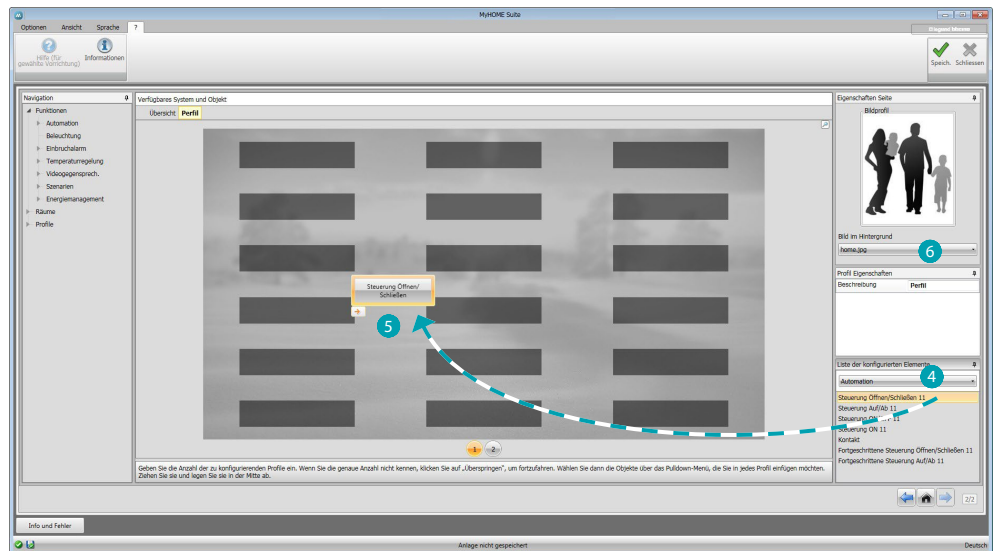 MyHOME Suite
Optionen Ansicht Sprache ?
Hilfe (für gewählte Vorrichtung)
Informationen
Speich. Schliessen
Navigation
Funktionen
Automation
Beleuchtung
Einbruchalarm
Temperaturregelung
Videogegensprech.
Szenarien
Energiemanagement
Räume
Profile
Verfügbares System und Objekt
Übersicht Perfil
Steuerung Öffnen/
Schließen
5
1 2
Geben Sie die Anzahl der zu konfigurierenden Profile ein. Wenn Sie die genaue Anzahl nicht kennen, klicken Sie auf „Überspringen", um fortzufahren. Wählen Sie dann die Objekte über das Pulldown-Menü, die Sie in jedes Profil einfügen möchten.
Ziehen Sie sie und legen Sie sie in der Mitte ab.
Eigenschaften Seite
Bildprofil
Bild im Hintergrund
home.jpg
6
Profil Eigenschaften
Beschreibung Perfil
Liste der konfigurierten Elemente
4
Automation
Steuerung Öffnen/Schließen 11
Steuerung Auf/Ab 11
Steuerung 11
Steuerung ON 11
Kontakt
Fortgeschrittene Steuerung Öffnen/Schließen 11
Fortgeschrittene Steuerung Auf/Ab 11
2/2
Info und Fehler
Anlage nicht gespeichert
Deutsch